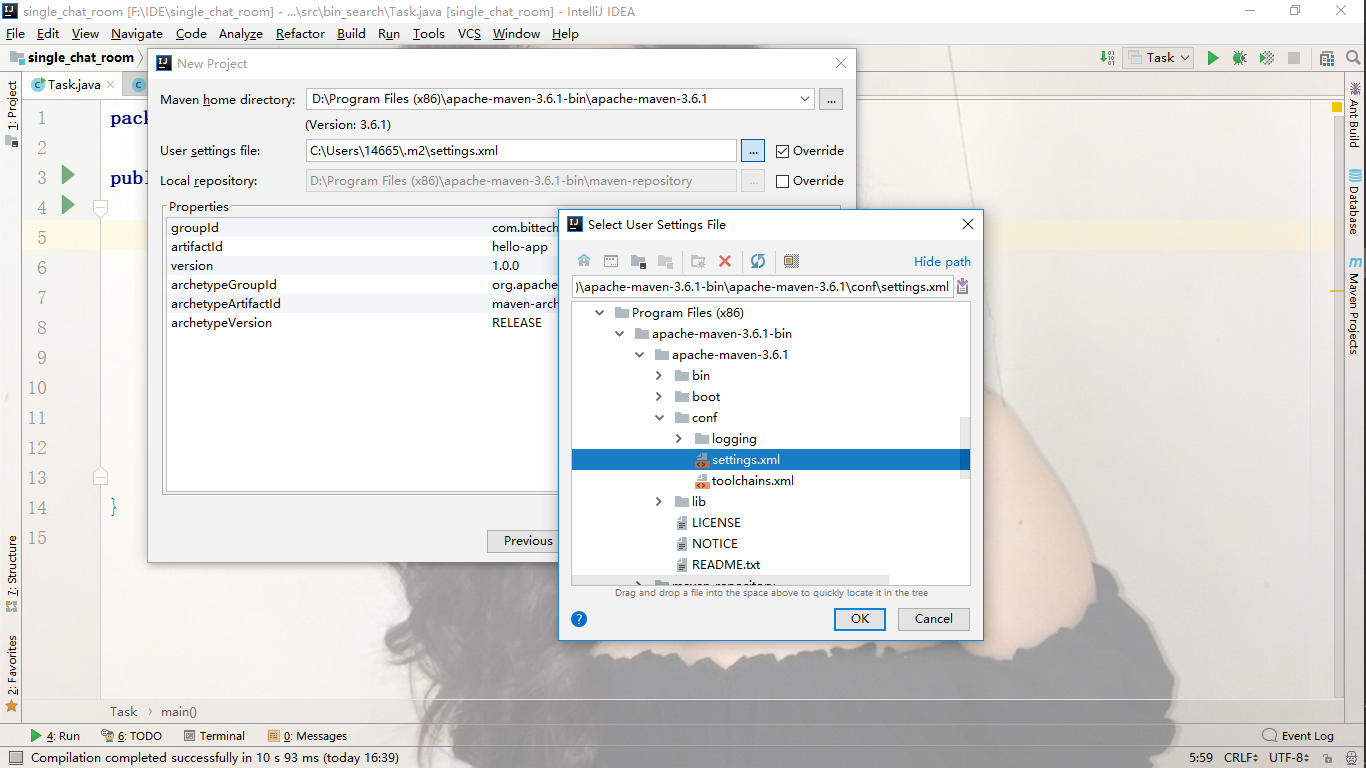 single_chat_room [F:\IDE\single_chat_room] - ...\src\bin_search\Task.java [single_chat_room] - IntelliJ IDEA
File Edit View Navigate Code Analyze Refactor Build Run Tools VCS Window Help
single_chat_room
Task
1: Project
7: Structure
2: Favorites
Task.java
1 pack
2
3 publ
4
5
6
7
8
9
10
11
12
13
14 }
15
Task main()
New Project
Maven home directory: D:\Program Files (x86)\apache-maven-3.6.1-bin\apache-maven-3.6.1 ...
(Version: 3.6.1)
User settings file: C:\Users\14665\.m2\settings.xml ... Override
Local repository: D:\Program Files (x86)\apache-maven-3.6.1-bin\maven-repository ... Override
Properties
groupId com.bittech
artifactId hello-app
version 1.0.0
archetypeGroupId org.apache
archetypeArtifactId maven-arch
archetypeVersion RELEASE
Previous
Select User Settings File
Hide path
)\apache-maven-3.6.1-bin\apache-maven-3.6.1\conf\settings.xml
Program Files (x86)
apache-maven-3.6.1-bin
apache-maven-3.6.1
bin
boot
conf
logging
settings.xml
toolchains.xml
lib
LICENSE
NOTICE
README.txt
maven-repository
Drag and drop a file into the space above to quickly locate it in the tree
? OK Cancel
Ant Build
Database
Maven Projects
4: Run 6: TODO Terminal 0: Messages Event Log
Compilation completed successfully in 10 s 93 ms (today 16:39) 5:59 CRLF UTF-8